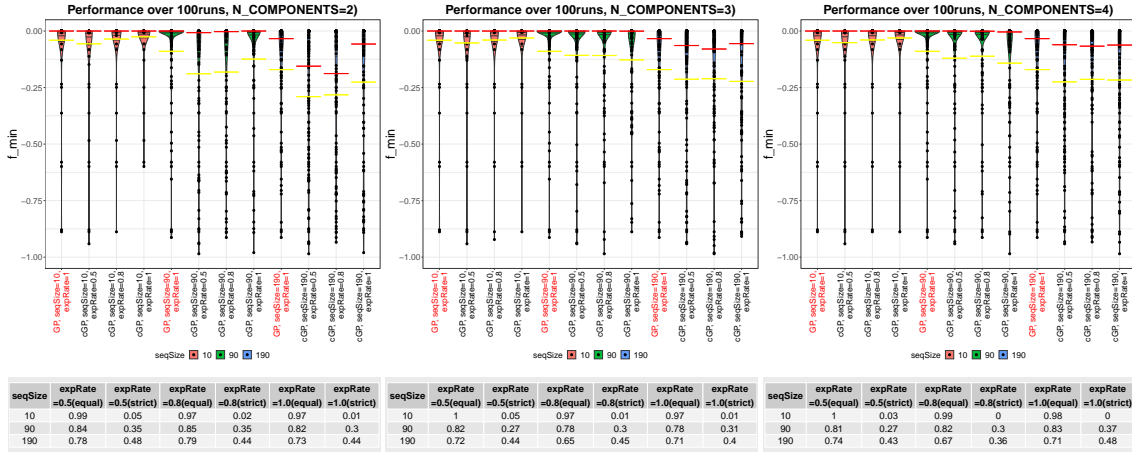 Performance over 100runs, N_COMPONENTS=2)
f_min
0.00
−0.25
−0.50
−0.75
−1.00
GP, seqSize=10, expRate=1
cGP, seqSize=10, expRate=0.5
cGP, seqSize=10, expRate=0.8
cGP, seqSize=10, expRate=1
GP, seqSize=90, expRate=1
cGP, seqSize=90, expRate=0.5
cGP, seqSize=90, expRate=0.8
cGP, seqSize=90, expRate=1
GP, seqSize=190, expRate=1
cGP, seqSize=190, expRate=0.5
cGP, seqSize=190, expRate=0.8
cGP, seqSize=190, expRate=1
seqSize 10 90 190
Performance over 100runs, N_COMPONENTS=3)
f_min
0.00
−0.25
−0.50
−0.75
−1.00
GP, seqSize=10, expRate=1
cGP, seqSize=10, expRate=0.5
cGP, seqSize=10, expRate=0.8
cGP, seqSize=10, expRate=1
GP, seqSize=90, expRate=1
cGP, seqSize=90, expRate=0.5
cGP, seqSize=90, expRate=0.8
cGP, seqSize=90, expRate=1
GP, seqSize=190, expRate=1
cGP, seqSize=190, expRate=0.5
cGP, seqSize=190, expRate=0.8
cGP, seqSize=190, expRate=1
seqSize 10 90 190
Performance over 100runs, N_COMPONENTS=4)
f_min
0.00
−0.25
−0.50
−0.75
−1.00
GP, seqSize=10, expRate=1
cGP, seqSize=10, expRate=0.5
cGP, seqSize=10, expRate=0.8
cGP, seqSize=10, expRate=1
GP, seqSize=90, expRate=1
cGP, seqSize=90, expRate=0.5
cGP, seqSize=90, expRate=0.8
cGP, seqSize=90, expRate=1
GP, seqSize=190, expRate=1
cGP, seqSize=190, expRate=0.5
cGP, seqSize=190, expRate=0.8
cGP, seqSize=190, expRate=1
seqSize 10 90 190
seqSize expRate expRate expRate expRate expRate expRate
=0.5(equal) =0.5(strict) =0.8(equal) =0.8(strict) =1.0(equal) =1.0(strict)
10 0.99 0.05 0.97 0.02 0.97 0.01
90 0.84 0.35 0.85 0.35 0.82 0.3
190 0.78 0.48 0.79 0.44 0.73 0.44
seqSize expRate expRate expRate expRate expRate expRate
=0.5(equal) =0.5(strict) =0.8(equal) =0.8(strict) =1.0(equal) =1.0(strict)
10 1 0.05 0.97 0.01 0.97 0.01
90 0.82 0.27 0.78 0.3 0.78 0.31
190 0.72 0.44 0.65 0.45 0.71 0.4
seqSize expRate expRate expRate expRate expRate expRate
=0.5(equal) =0.5(strict) =0.8(equal) =0.8(strict) =1.0(equal) =1.0(strict)
10 1 0.03 0.99 0 0.98 0
90 0.81 0.27 0.82 0.3 0.83 0.37
190 0.74 0.43 0.67 0.36 0.71 0.48